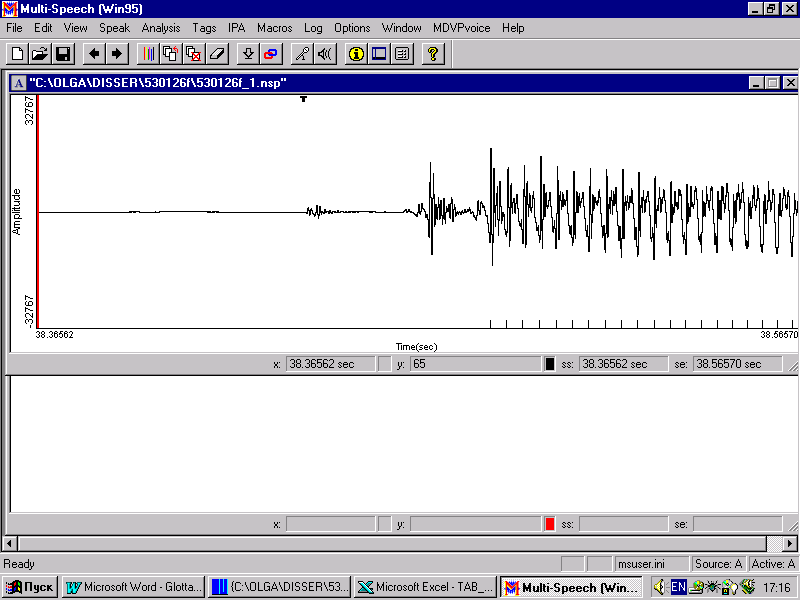 Multi-Speech (Win95)
File Edit View Speak Analysis Tags IPA Macros Log Options Window MDVPvoice Help
A "C:\OLGA\DISSER\530126f\530126f_1.nsp"
32767
Amplitude
-32767
38.36562 38.56570
Time(sec)
x: 38.36562 sec y: 65 ss: 38.36562 sec se: 38.56570 sec
x: y: ss: se:
Ready msuser.ini Source: A Active: A
Пуск Microsoft Word - Glotta... {C:\OLGA\DISSER\53... Microsoft Excel - TAB_... Multi-Speech (Win... EN 17:16